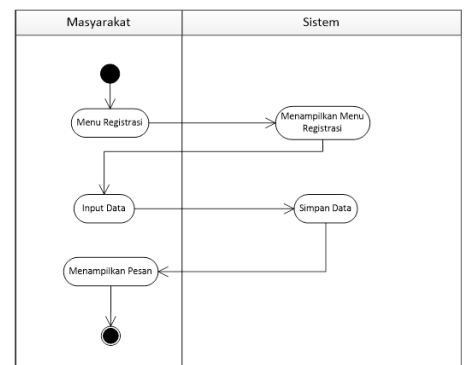 Masyarakat
Sistem
Menu Registrasi
Menampilkan Menu
Registrasi
Input Data
Simpan Data
Menampilkan Pesan